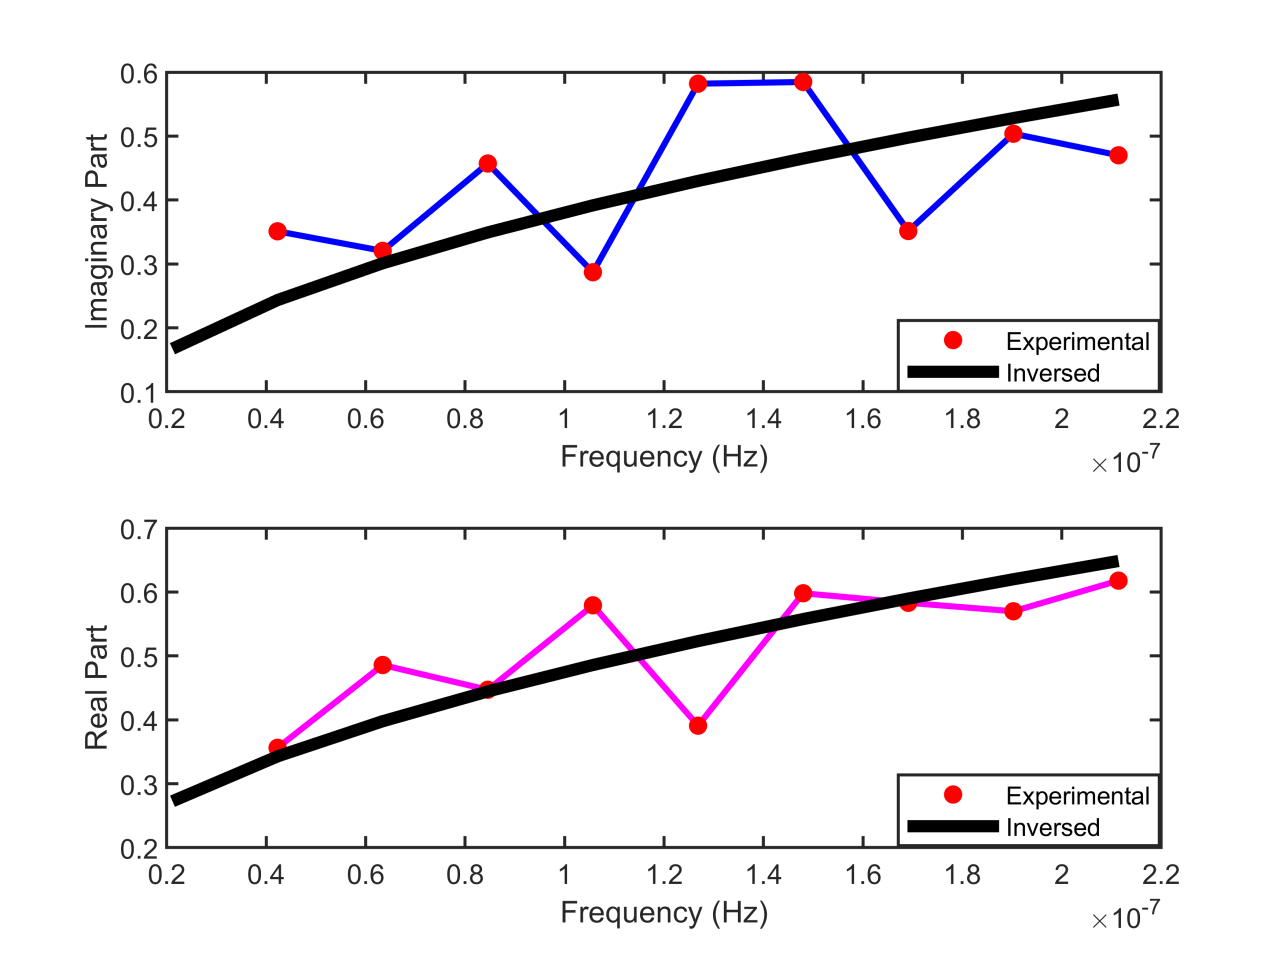 0.6
0.5
0.4
0.3
0.2
0.1
Imaginary Part
Experimental
Inversed
0.2 0.4 0.6 0.8 1 1.2 1.4 1.6 1.8 2 2.2
Frequency (Hz)
×10-7
0.7
0.6
0.5
0.4
0.3
0.2
Real Part
Experimental
Inversed
0.2 0.4 0.6 0.8 1 1.2 1.4 1.6 1.8 2 2.2
Frequency (Hz)
×10-7